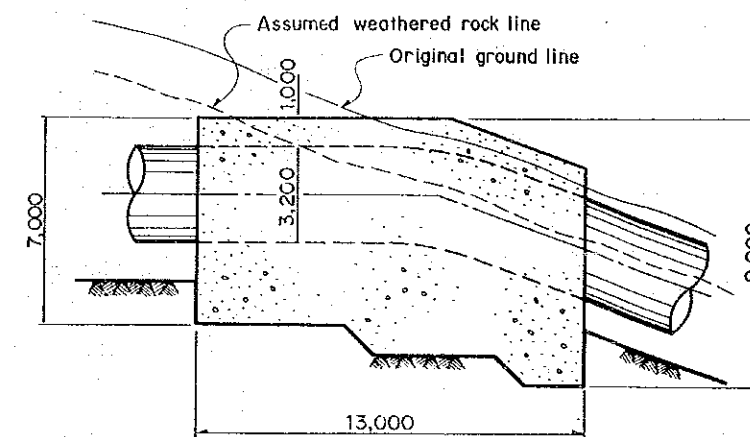 Assumed weathered rock line
Original ground line
1,000
3,200
7,000
13,000